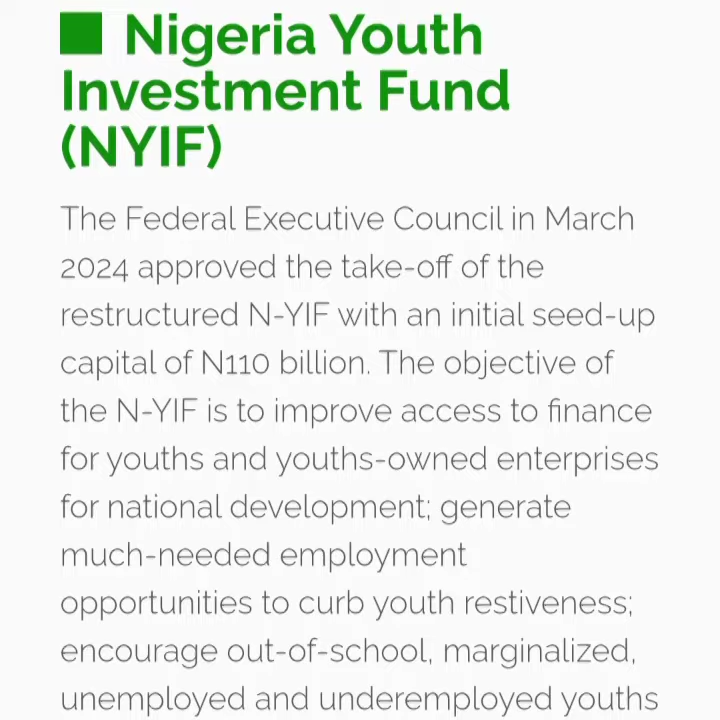 Nigeria Youth
Investment Fund
(NYIF)
The Federal Executive Council in March
2024 approved the take-off of the
restructured N-YIF with an initial seed-up
capital of N110 billion. The objective of
the N-YIF is to improve access to finance
for youths and youths-owned enterprises
for national development; generate
much-needed employment
opportunities to curb youth restiveness;
encourage out-of-school, marginalized,
unemployed and underemployed youths